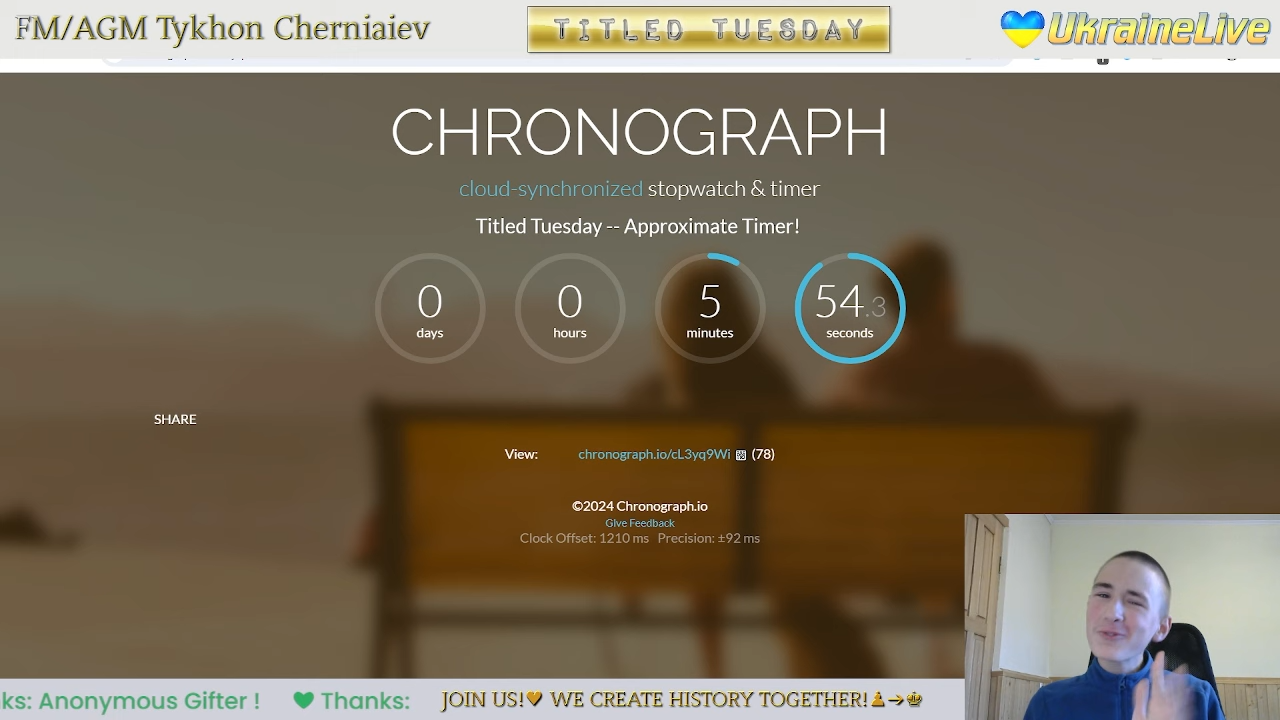 FM/AGM Tykhon Cherniaiev
TITLED TUESDAY
UkraineLive
CHRONOGRAPH
cloud-synchronized stopwatch & timer
Titled Tuesday -- Approximate Timer!
0 0 5 54.3
days hours minutes seconds
SHARE
View: chronograph.io/cL3yq9Wi (78)
©2024 Chronograph.io
Give Feedback
Clock Offset: 1210 ms Precision: ±92 ms
ks: Anonymous Gifter ! 💚 Thanks:
JOIN US!🧡 WE CREATE HISTORY TOGETHER!♟→♚